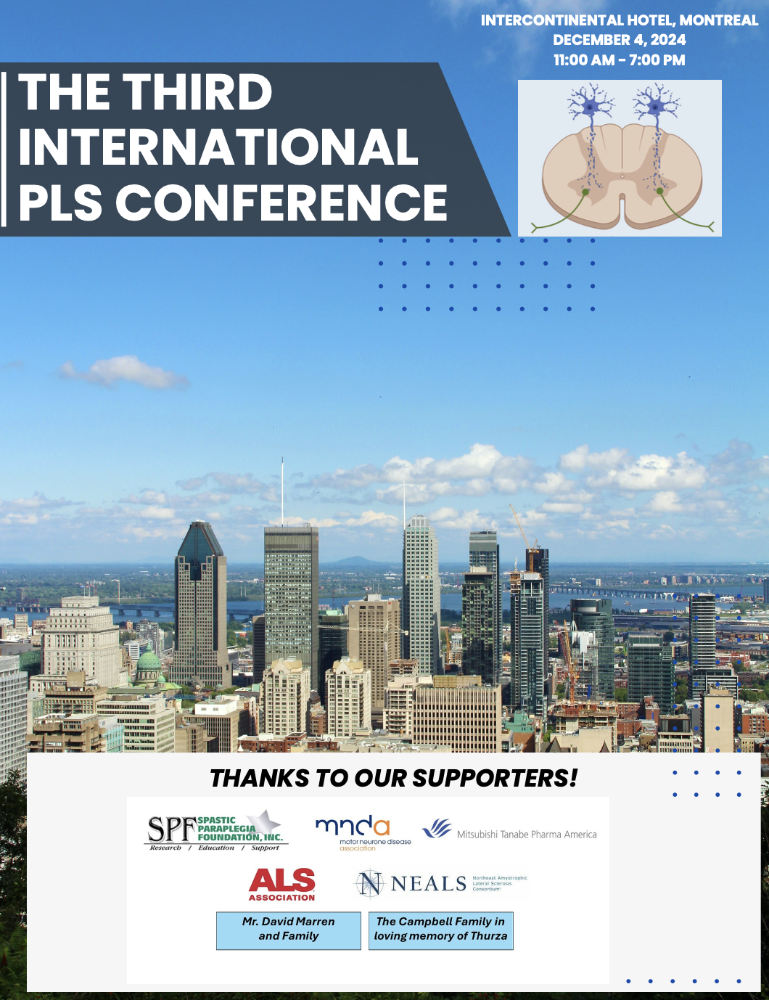 INTERCONTINENTAL HOTEL, MONTREAL
DECEMBER 4, 2024
11:00 AM - 7:00 PM
THE THIRD
INTERNATIONAL
PLS CONFERENCE
THANKS TO OUR SUPPORTERS!
SPF SPASTIC
PARAPLEGIA
FOUNDATION, INC.
Research / Education / Support
mnda
motor neurone disease
association
Mitsubishi Tanabe Pharma America
ALS
ASSOCIATION
N NEALS
Northeast Amyotrophic
Lateral Sclerosis
Consortium®
Mr. David Marren
and Family
The Campbell Family in
loving memory of Thurza